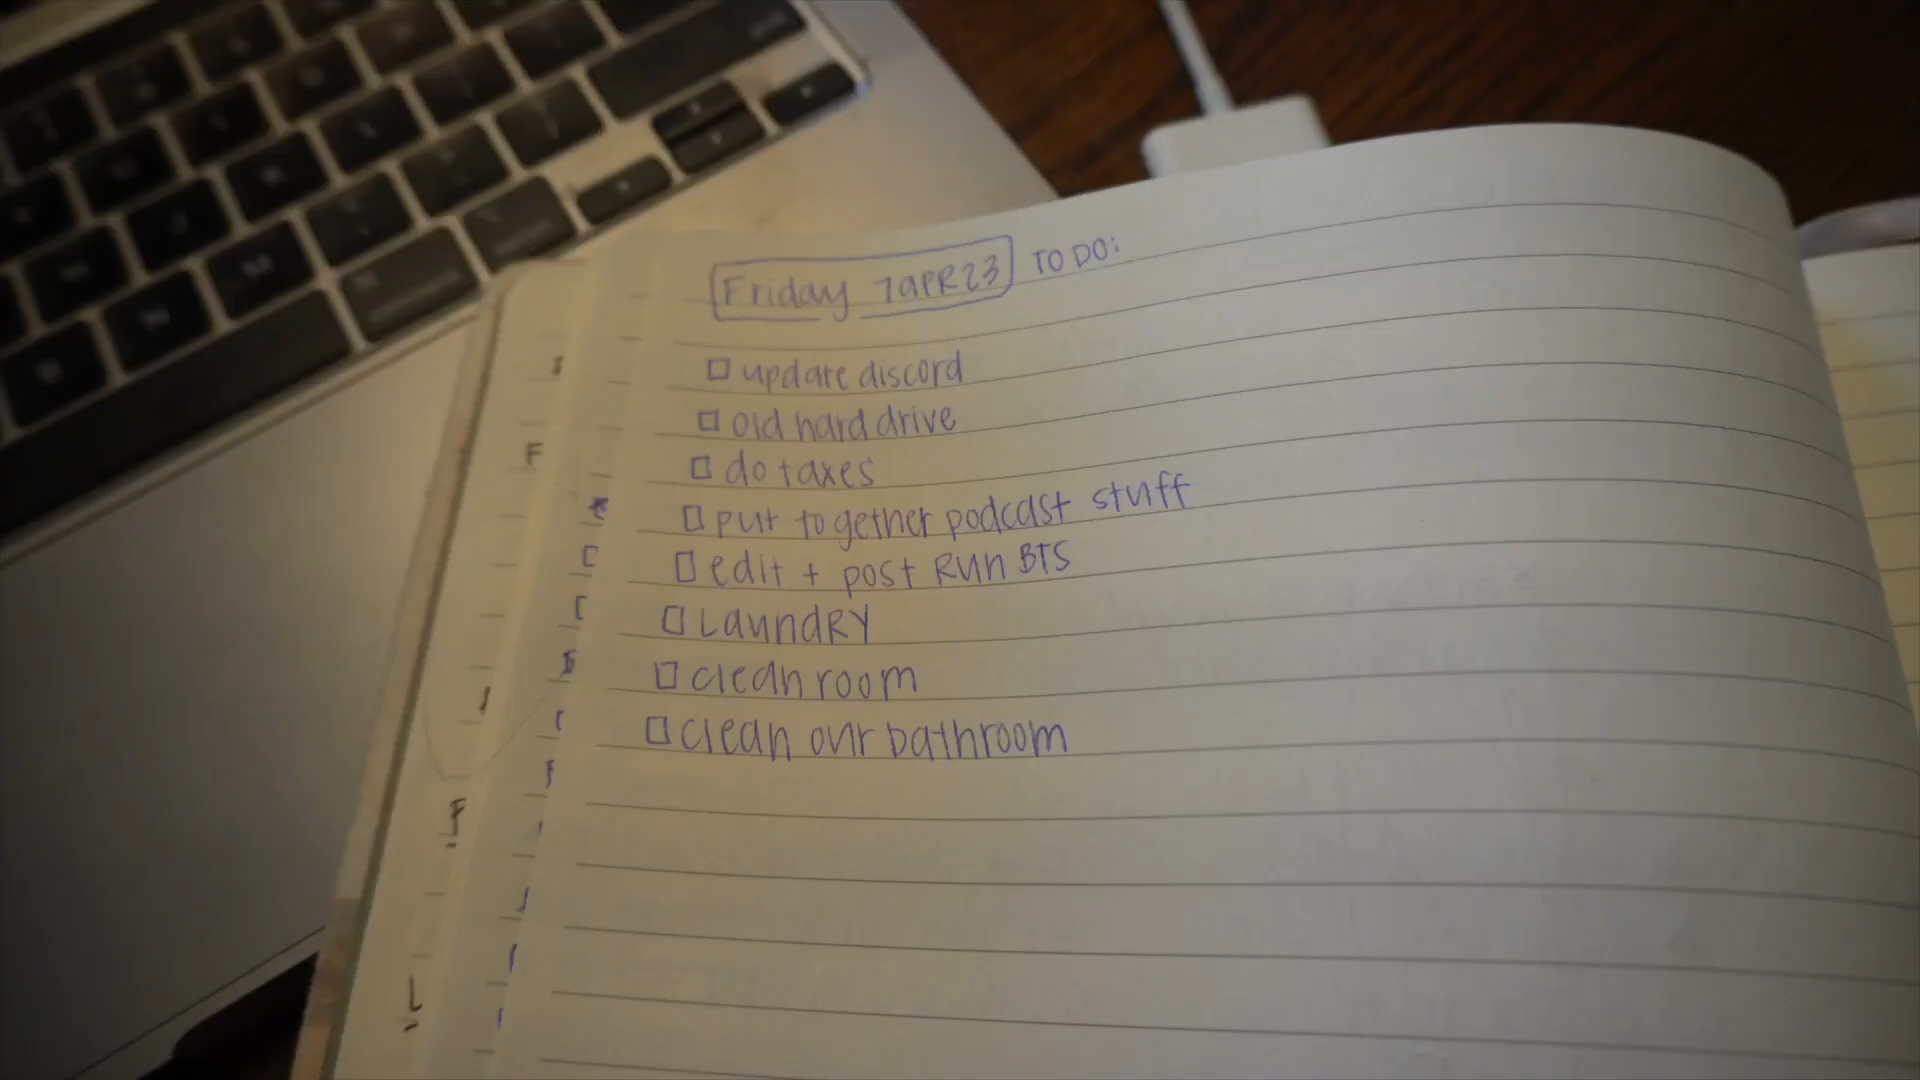 Friday 7APR23 TO DO:
update discord
old hard drive
do taxes
put together podcast stuff
edit + post Run BTS
LaundRY
clean room
clean our bathroom